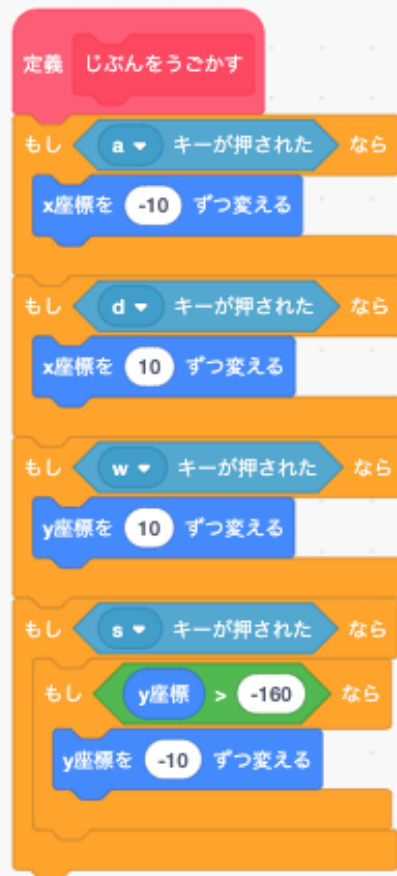 定義 じぶんをうごかす
もし a キーが押された なら
x座標を -10 ずつ変える
もし d キーが押された なら
x座標を 10 ずつ変える
もし w キーが押された なら
y座標を 10 ずつ変える
もし s キーが押された なら
もし y座標 > -160 なら
y座標を -10 ずつ変える